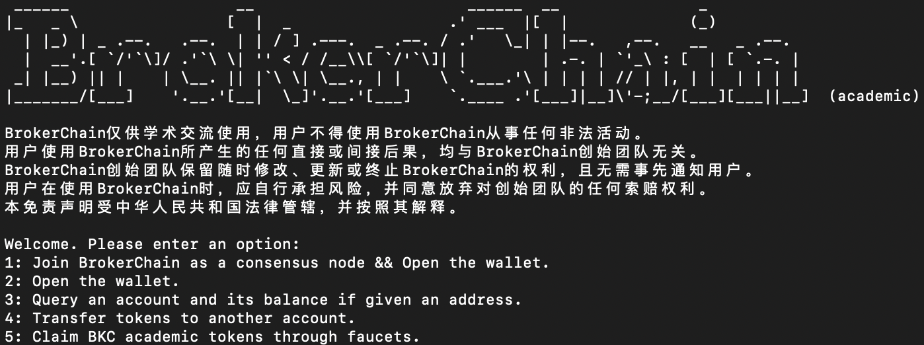 BrokerChain (academic)
BrokerChain仅供学术交流使用，用户不得使用BrokerChain从事任何非法活动。
用户使用BrokerChain所产生的任何直接或间接后果，均与BrokerChain创始团队无关。
BrokerChain创始团队保留随时修改、更新或终止BrokerChain的权利，且无需事先通知用户。
用户在使用BrokerChain时，应自行承担风险，并同意放弃对创始团队的任何索赔权利。
本免责声明受中华人民共和国法律管辖，并按照其解释。
Welcome. Please enter an option:
1: Join BrokerChain as a consensus node && Open the wallet.
2: Open the wallet.
3: Query an account and its balance if given an address.
4: Transfer tokens to another account.
5: Claim BKC academic tokens through faucets.